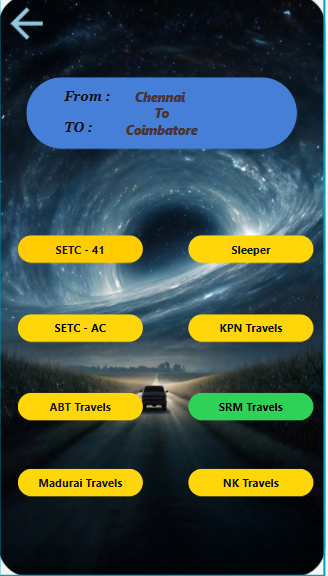 From :
Chennai
To
TO :
Coimbatore
SETC - 41
Sleeper
SETC - AC
KPN Travels
ABT Travels
SRM Travels
Madurai Travels
NK Travels